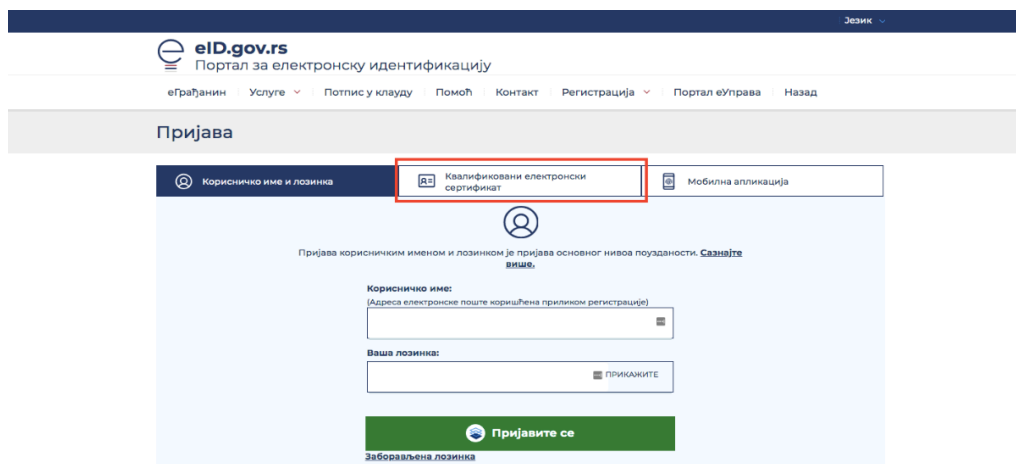 Језик
eID.gov.rs
Портал за електронску идентификацију
еГрађанин Услуге Потпис у клауду Помоћ Контакт Регистрација Портал еУправа Назад
Пријава
Корисничко име и лозинка
Квалификовани електронски
сертификат
Мобилна апликација
Пријава корисничким именом и лозинком је пријава основног нивоа поузданости. Сазнајте
више.
Корисничко име:
(Адреса електронске поште коришћена приликом регистрације)
Ваша лозинка:
ПРИКАЖИТЕ
Пријавите се
Заборављена лозинка